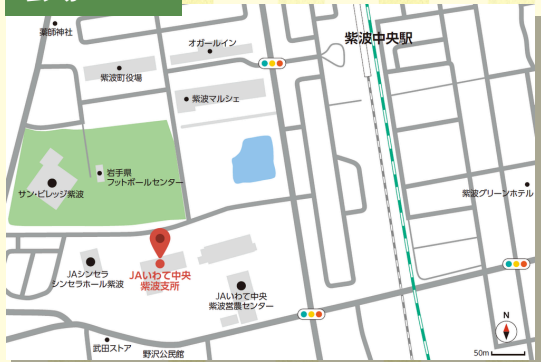 薬師神社
オガールイン
紫波中央駅
紫波町役場
紫波マルシェ
岩手県
フットボールセンター
サン・ビレッジ紫波
紫波グリーンホテル
JAシンセラ
シンセラホール紫波
JAいわて中央
紫波支所
JAいわて中央
紫波営農センター
武田ストア
野沢公民館
N
50m